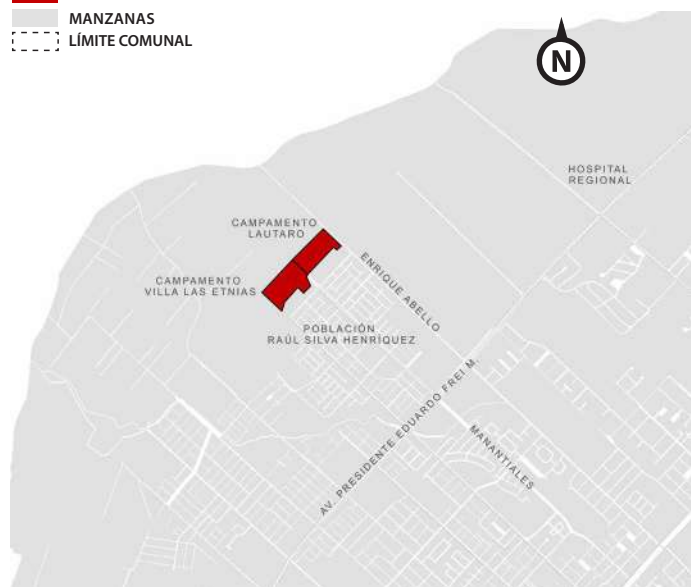 MANZANAS
LÍMITE COMUNAL
N
HOSPITAL
REGIONAL
CAMPAMENTO
LAUTARO
ENRIQUE ABELLO
CAMPAMENTO
VILLA LAS ETNIAS
POBLACIÓN
RAÚL SILVA HENRÍQUEZ
AV. PRESIDENTE EDUARDO FREI M.
MANANTIALES